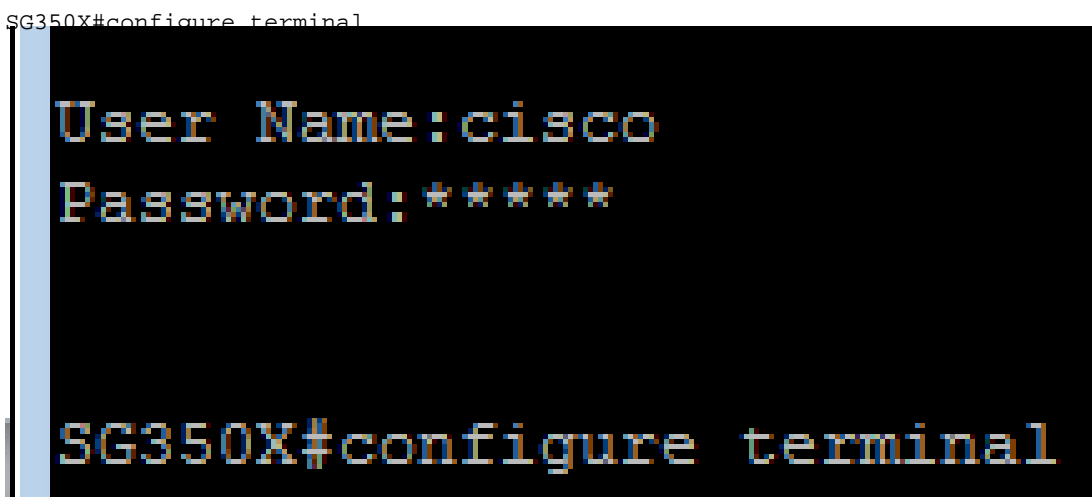 SG350X#configure terminal
User Name:cisco
Password:*****
SG350X#configure terminal